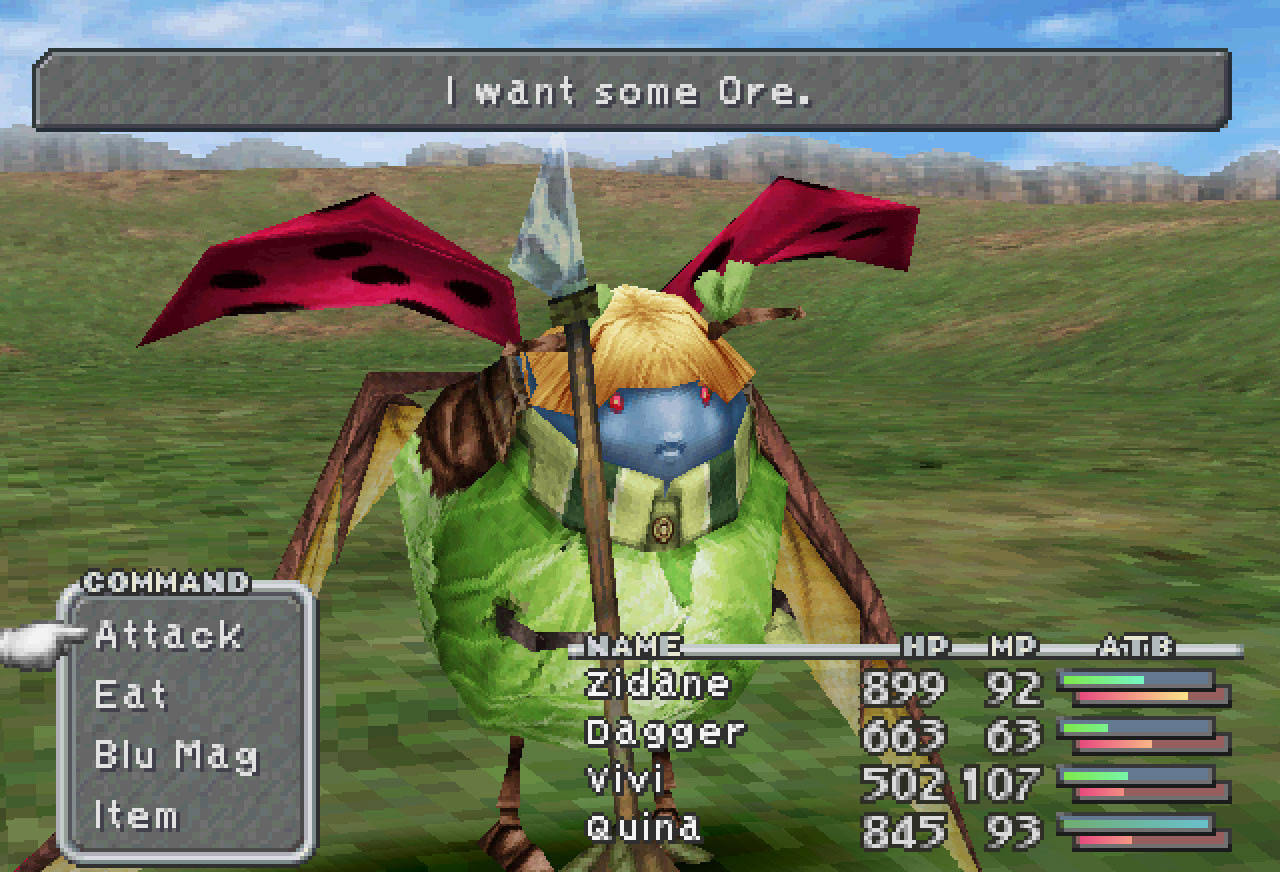 I want some Ore.
COMMAND
Attack
Eat
Blu Mag
Item
NAME HP MP ATB
Zidane 899 92
Dagger 663 63
Vivi 502 107
Quina 845 93